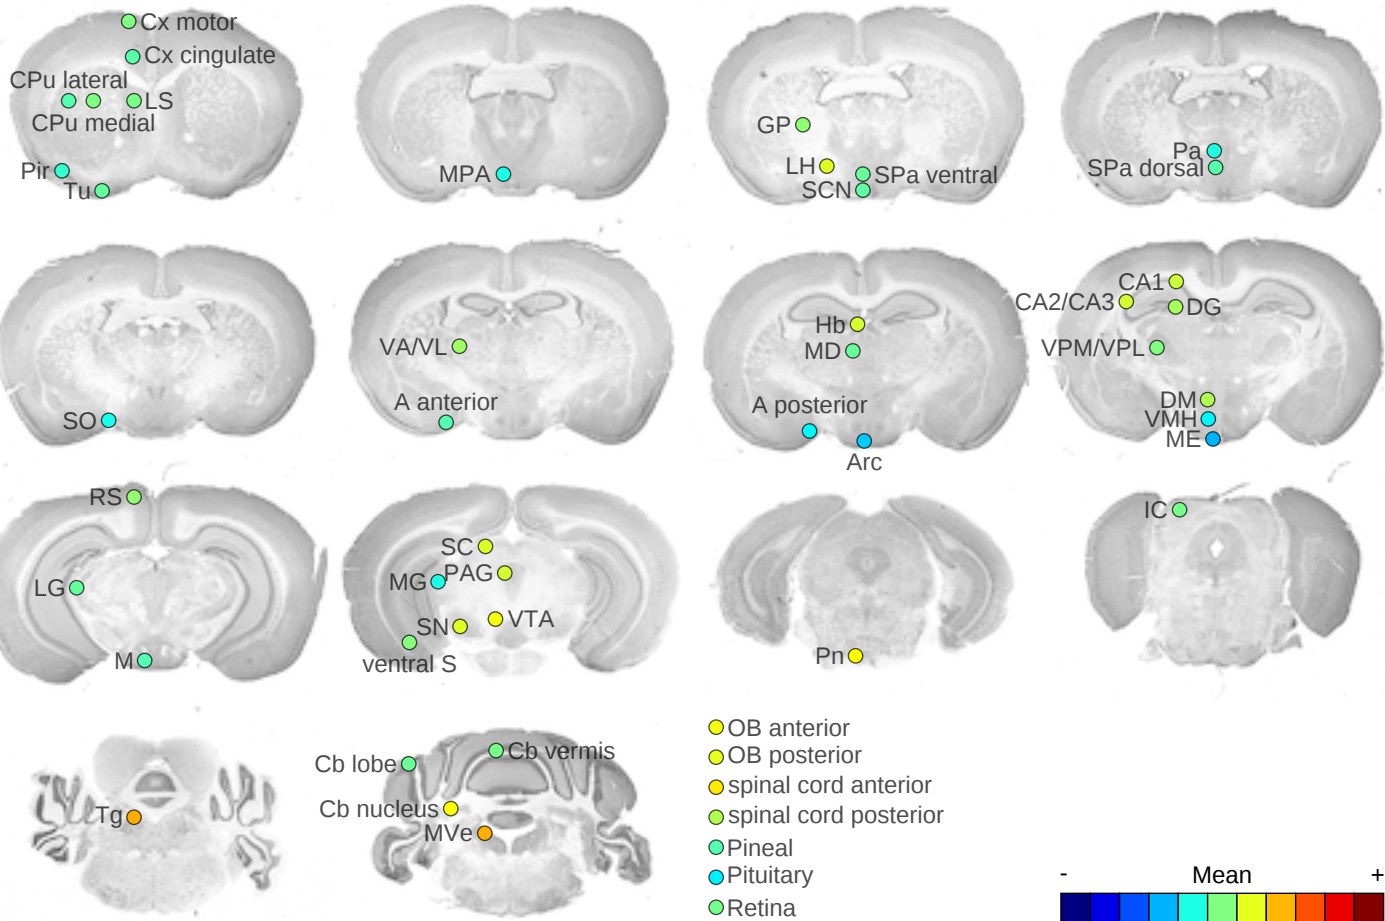 Cx motor
Cx cingulate
CPu lateral
LS
CPu medial
Pir
Tu
MPA
GP
LH
SPa ventral
SCN
Pa
SPa dorsal
SO
VA/VL
A anterior
Hb
MD
A posterior
Arc
CA1
CA2/CA3
DG
VPM/VPL
DM
VMH
ME
RS
LG
M
SC
MG
PAG
SN
VTA
ventral S
Pn
IC
Tg
Cb lobe
Cb vermis
Cb nucleus
MVe
OB anterior
OB posterior
spinal cord anterior
spinal cord posterior
Pineal
Pituitary
Retina
- Mean +